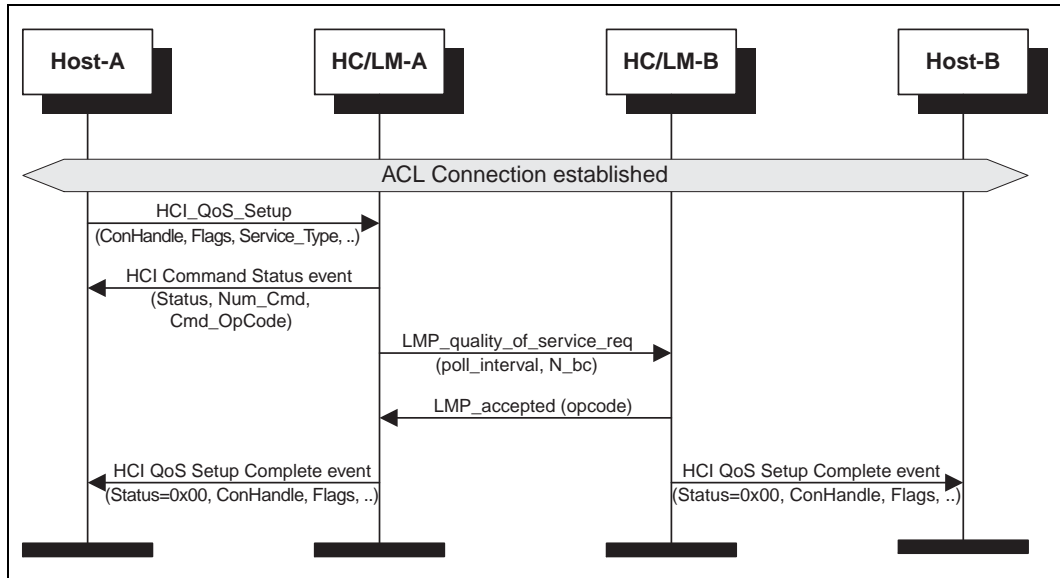 Host-A
HC/LM-A
HC/LM-B
Host-B
ACL Connection established
HCI_QoS_Setup
(ConHandle, Flags, Service_Type, ..)
HCI Command Status event
(Status, Num_Cmd,
Cmd_OpCode)
LMP_quality_of_service_req
(poll_interval, N_bc)
LMP_accepted (opcode)
HCI QoS Setup Complete event
(Status=0x00, ConHandle, Flags, ..)
HCI QoS Setup Complete event
(Status=0x00, ConHandle, Flags, ..)